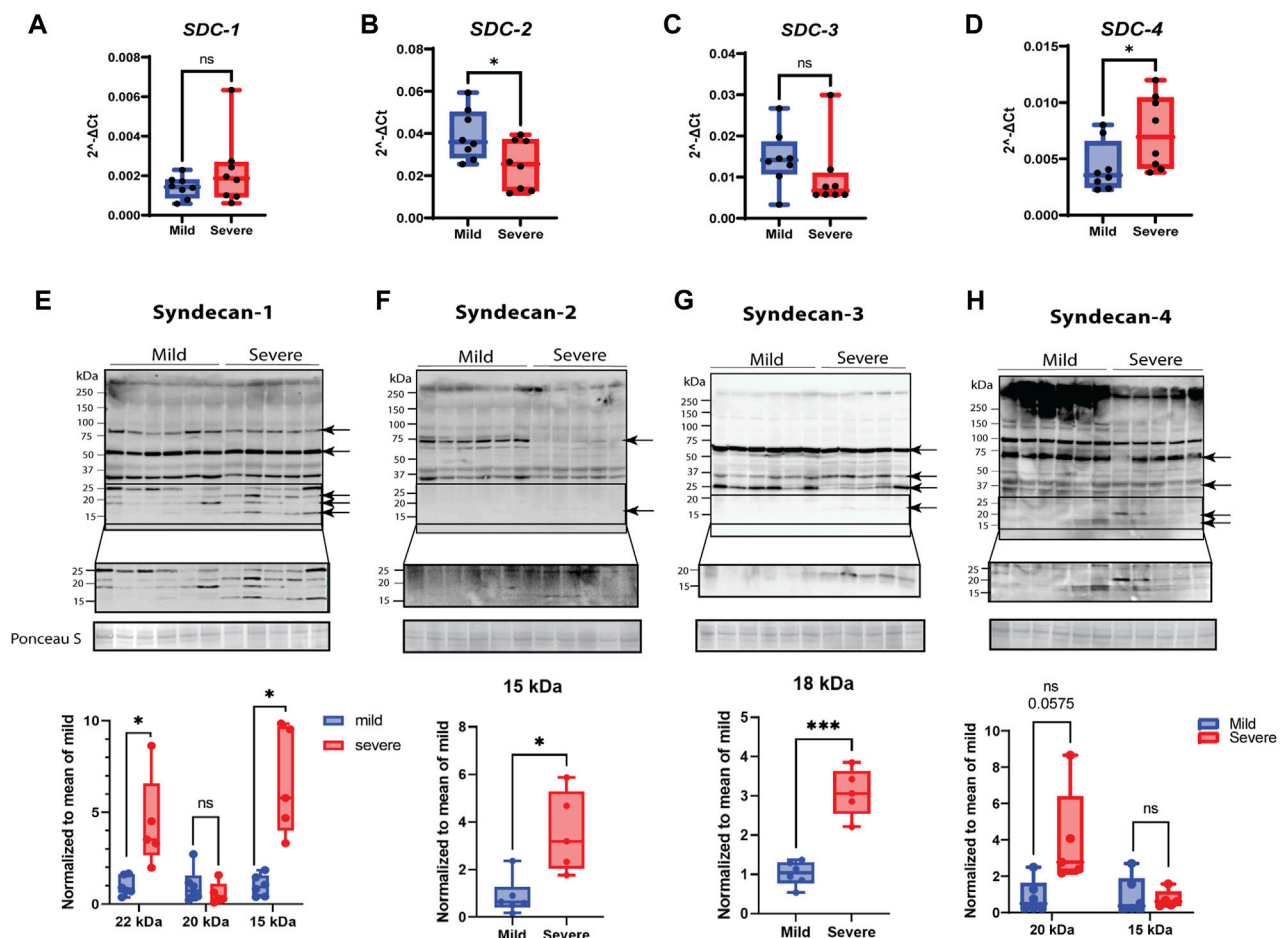 A
SDC-1
2^-ΔCt
0.008
0.006
0.004
0.002
0.000
ns
Mild Severe
B
SDC-2
2^-ΔCt
0.08
0.06
0.04
0.02
0.00
*
Mild Severe
C
SDC-3
2^-ΔCt
0.04
0.03
0.02
0.01
0.00
ns
Mild Severe
D
SDC-4
2^-ΔCt
0.015
0.010
0.005
0.000
*
Mild Severe
E
Syndecan-1
Mild Severe
kDa
250
150
100
75
50
37
25
20
15
25
20
15
Ponceau S
F
Syndecan-2
Mild Severe
kDa
250
150
100
75
50
37
25
20
15
25
20
15
G
Syndecan-3
Mild Severe
kDa
250
150
100
75
50
37
25
20
15
20
15
H
Syndecan-4
Mild Severe
kDa
250
150
100
75
50
37
25
20
15
25
20
15
Normalized to mean of mild
10
5
2
1
0
*
ns
*
22 kDa 20 kDa 15 kDa
mild
severe
15 kDa
Normalized to mean of mild
8
6
4
2
0
*
Mild Severe
18 kDa
Normalized to mean of mild
5
4
3
2
1
0
***
Mild Severe
ns
0.0575
Normalized to mean of mild
10
8
6
4
2
0
ns
20 kDa 15 kDa
Mild
Severe